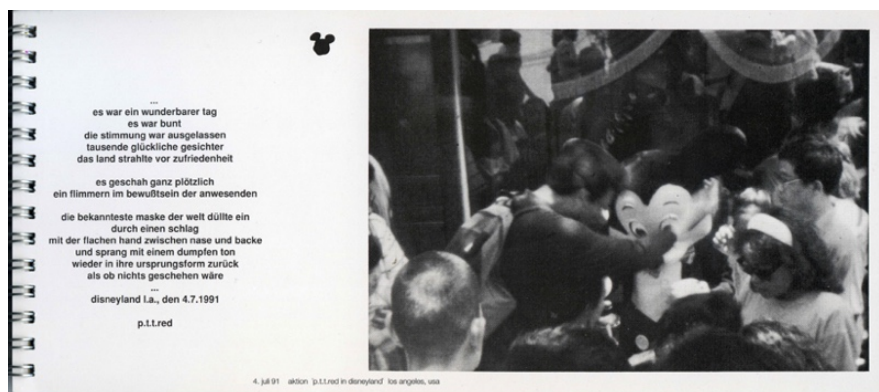 ...
es war ein wunderbarer tag
es war bunt
die stimmung war ausgelassen
tausende glückliche gesichter
das land strahlte vor zufriedenheit
es geschah ganz plötzlich
ein flimmern im bewußtsein der anwesenden
die bekannteste maske der welt düllte ein
durch einen schlag
mit der flachen hand zwischen nase und backe
und sprang mit einem dumpfen ton
wieder in ihre ursprungsform zurück
als ob nichts geschehen wäre
...
disneyland l.a., den 4.7.1991
p.t.t.red
4. juli 91 aktion 'p.t.t.red in disneyland' los angeles, usa